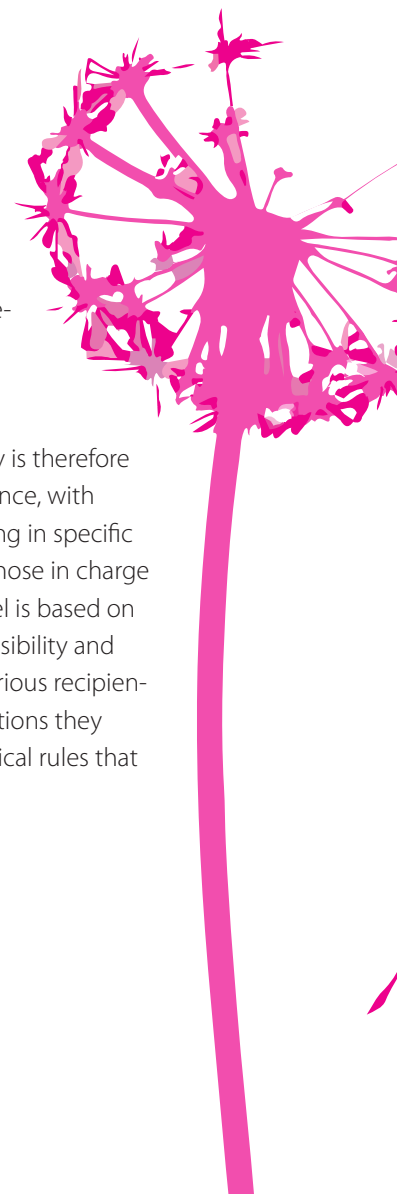 e-
y is therefore
nce, with
ng in specific
hose in charge
el is based on
sibility and
rious recipien-
tions they
ical rules that